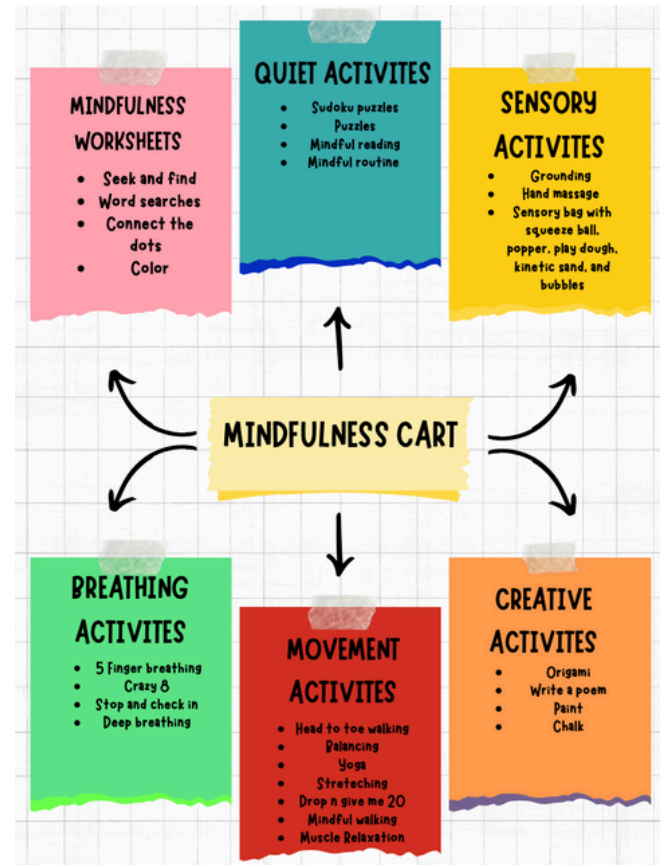 MINDFULNESS
WORKSHEETS
• Seek and find
• Word searches
• Connect the
dots
• Color
QUIET ACTIVITES
• Sudoku puzzles
• Puzzles
• Mindful reading
• Mindful routine
SENSORY
ACTIVITES
• Grounding
• Hand massage
• Sensory bag with
squeeze ball,
popper, play dough,
kinetic sand, and
bubbles
MINDFULNESS CART
BREATHING
ACTIVITES
• 5 Finger breathing
• Crazy 8
• Stop and check in
• Deep breathing
MOVEMENT
ACTIVITES
• Head to toe walking
• Balancing
• Yoga
• Streteching
• Drop n give me 20
• Mindful walking
• Muscle Relaxation
CREATIVE
ACTIVITES
• Origami
• Write a poem
• Paint
• Chalk